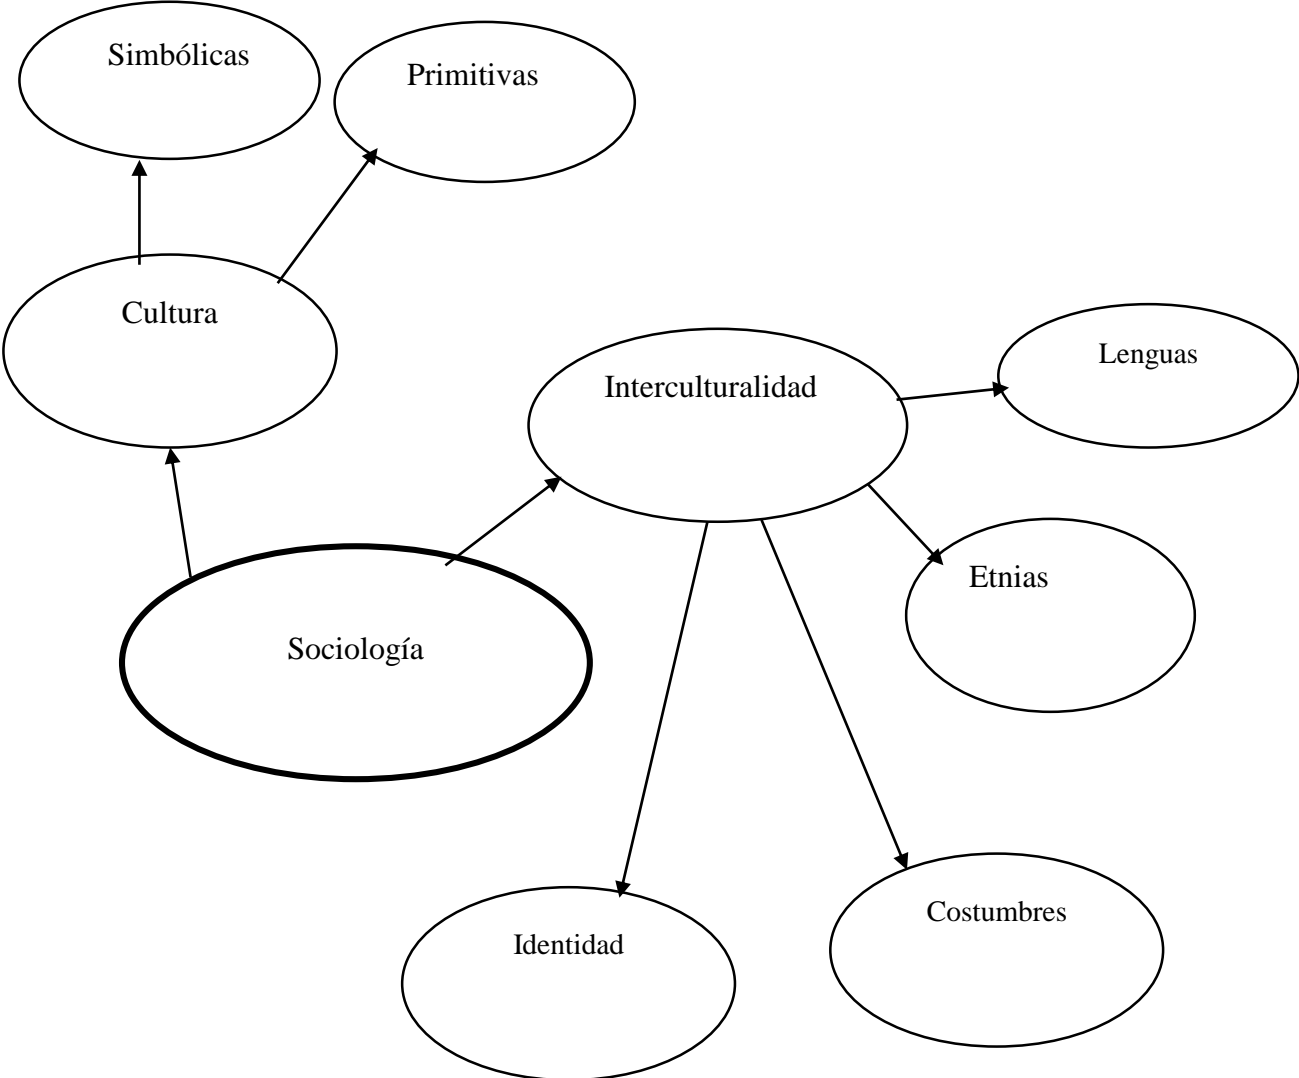 Simbólicas
Primitivas
Cultura
Lenguas
Interculturalidad
Etnias
Sociología
Costumbres
Identidad